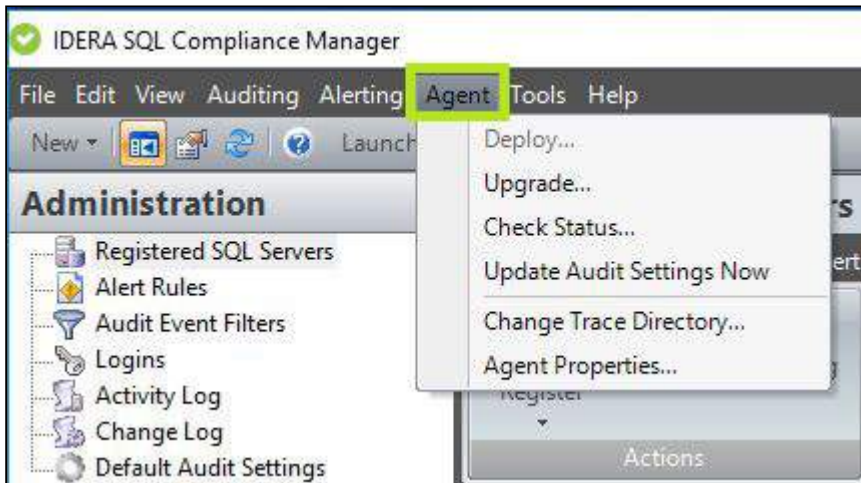 IDERA SQL Compliance Manager
File Edit View Auditing Alerting Agent Tools Help
New Launch
Deploy...
Upgrade...
Check Status...
Update Audit Settings Now
Change Trace Directory...
Agent Properties...
Administration
Registered SQL Servers
Alert Rules
Audit Event Filters
Logins
Activity Log
Change Log
Default Audit Settings
Register
Actions